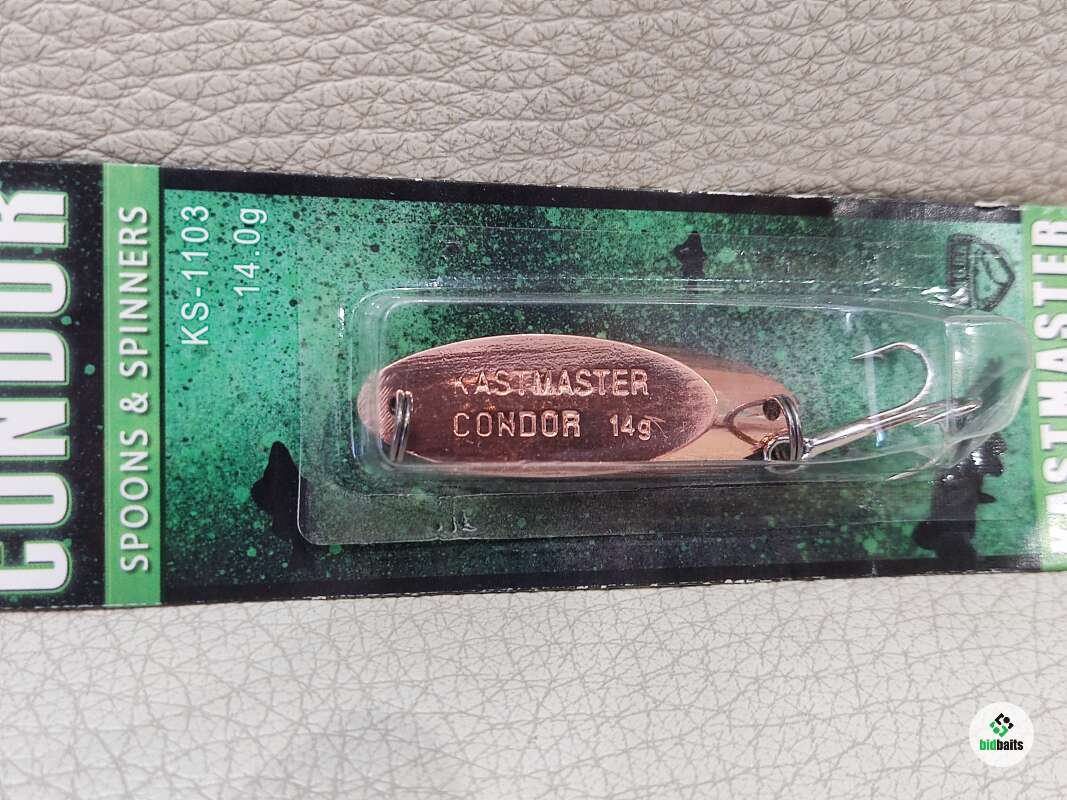 CONDOR
SPOONS & SPINNERS
KS-1103
14.0g
KASTMASTER
CONDOR 14g
KASTMASTER
bidbaits